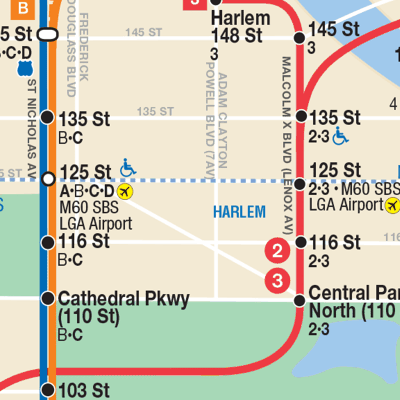 B
3
Harlem
148 St
3
145 ST
145 St
3
5 St
B•C•D
FREDERICK
DOUGLASS BLVD
ST NICHOLAS AV
ADAM CLAYTON
POWELL BLVD (7AV)
MALCOLM X BLVD (LENOX AV)
135 St
B•C
135 ST
135 St
2•3
4
5 ST
125 St
A•B•C•D
M60 SBS
LGA Airport
125 St
2•3 • M60 SBS
LGA Airport
S
HARLEM
116 St
B•C
2
3
116 St
2•3
116
Cathedral Pkwy
(110 St)
B•C
Central Par
North (110
2•3
103 St